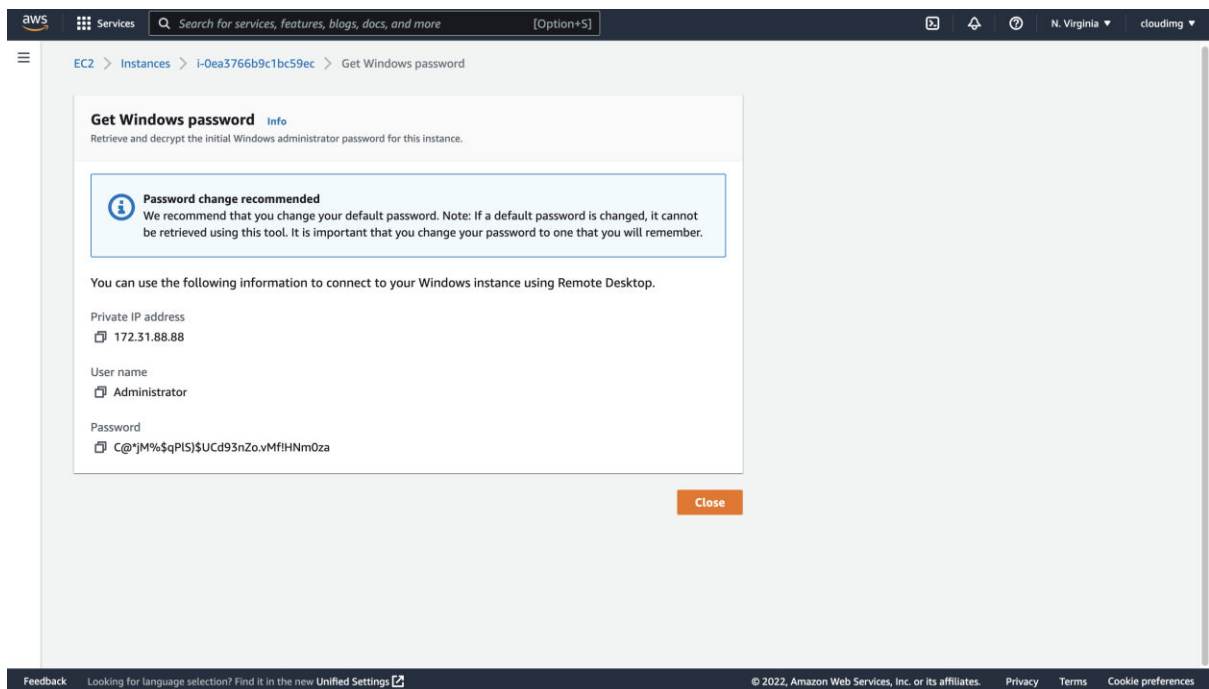 aws
Services
Search for services, features, blogs, docs, and more
[Option+S]
N. Virginia
cloudimg
EC2 > Instances > i-0ea3766b9c1bc59ec > Get Windows password
Get Windows password Info
Retrieve and decrypt the initial Windows administrator password for this instance.
Password change recommended
We recommend that you change your default password. Note: If a default password is changed, it cannot
be retrieved using this tool. It is important that you change your password to one that you will remember.
You can use the following information to connect to your Windows instance using Remote Desktop.
Private IP address
172.31.88.88
User name
Administrator
Password
C@*jM%$qPlS)$UCd93nZo.vMf!HNm0za
Close
Feedback
Looking for language selection? Find it in the new Unified Settings
© 2022, Amazon Web Services, Inc. or its affiliates.
Privacy
Terms
Cookie preferences